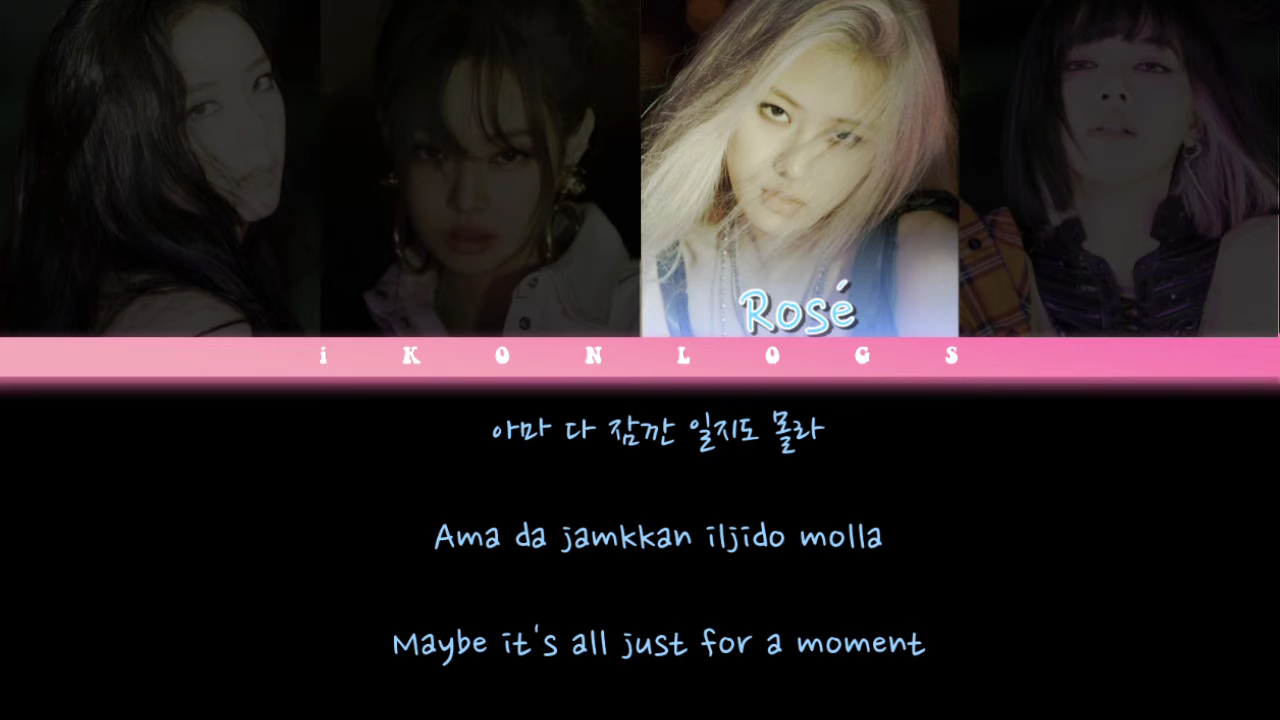 Rosé
i K O N L O G S
아마 다 잠깐 일지도 몰라
Ama da jamkkan iljido molla
Maybe it's all just for a moment